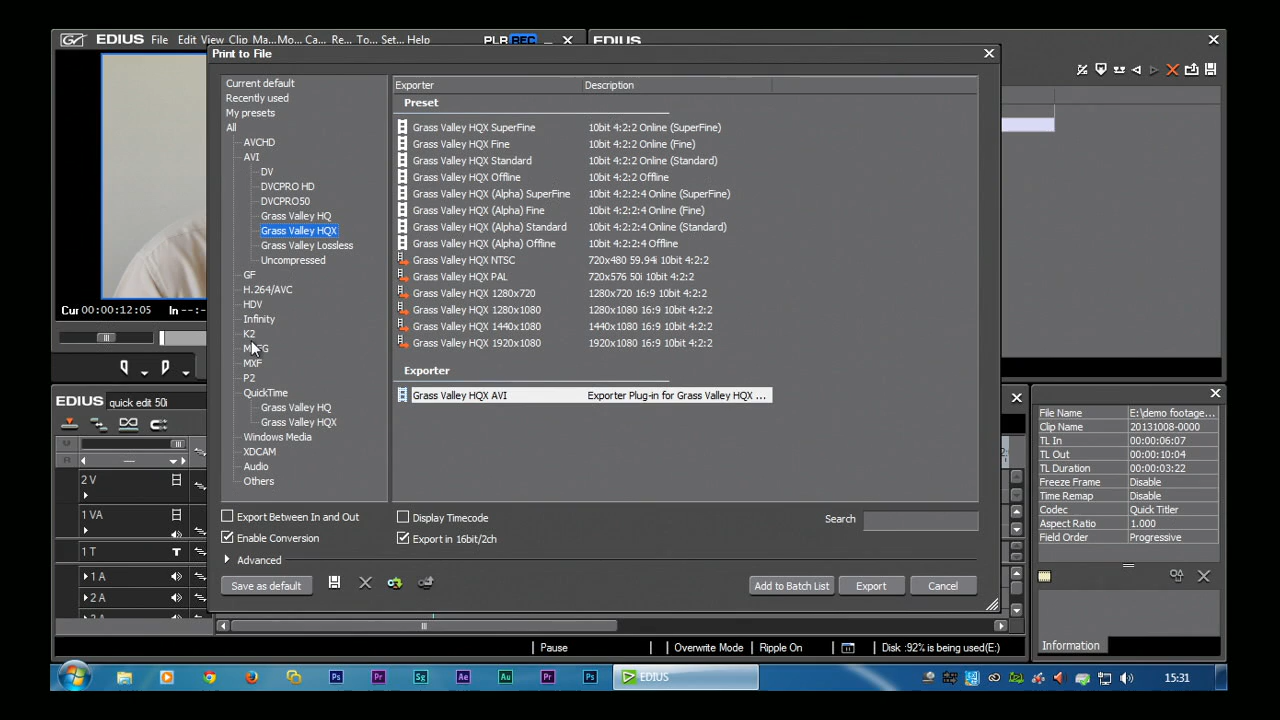 EDIUS File Edit View Clip Ma...Mo... Ca... Re... To... Set... Help PLR REC
EDIUS
Print to File
Current default
Recently used
My presets
All
AVCHD
AVI
DV
DVCPRO HD
DVCPRO50
Grass Valley HQ
Grass Valley HQX
Grass Valley Lossless
Uncompressed
GF
H.264/AVC
HDV
Infinity
K2
MXF
P2
QuickTime
Grass Valley HQ
Grass Valley HQX
Windows Media
XDCAM
Audio
Others
Exporter Description
Preset
Grass Valley HQX SuperFine 10bit 4:2:2 Online (SuperFine)
Grass Valley HQX Fine 10bit 4:2:2 Online (Fine)
Grass Valley HQX Standard 10bit 4:2:2 Online (Standard)
Grass Valley HQX Offline 10bit 4:2:2 Offline
Grass Valley HQX (Alpha) SuperFine 10bit 4:2:2:4 Online (SuperFine)
Grass Valley HQX (Alpha) Fine 10bit 4:2:2:4 Online (Fine)
Grass Valley HQX (Alpha) Standard 10bit 4:2:2:4 Online (Standard)
Grass Valley HQX (Alpha) Offline 10bit 4:2:2:4 Offline
Grass Valley HQX NTSC 720x480 59.94i 10bit 4:2:2
Grass Valley HQX PAL 720x576 50i 10bit 4:2:2
Grass Valley HQX 1280x720 1280x720 16:9 10bit 4:2:2
Grass Valley HQX 1280x1080 1280x1080 16:9 10bit 4:2:2
Grass Valley HQX 1440x1080 1440x1080 16:9 10bit 4:2:2
Grass Valley HQX 1920x1080 1920x1080 16:9 10bit 4:2:2
Exporter
Grass Valley HQX AVI Exporter Plug-in for Grass Valley HQX ...
Export Between In and Out Display Timecode
Enable Conversion Export in 16bit/2ch
Search
Advanced
Save as default Add to Batch List Export Cancel
Cur 00:00:12:05 In --:-
EDIUS quick edit 50i
2 V
1 VA
1 T T
1 A
2 A
File Name E:\demo footage...
Clip Name 20131008-0000
TL In 00:00:06:07
TL Out 00:00:10:04
TL Duration 00:00:03:22
Freeze Frame Disable
Time Remap Disable
Codec Quick Titler
Aspect Ratio 1.000
Field Order Progressive
Information
Pause Overwrite Mode Ripple On Disk :92% is being used(E:)
Ps Pr Sg Ae Au Pr Ps EDIUS 15:31